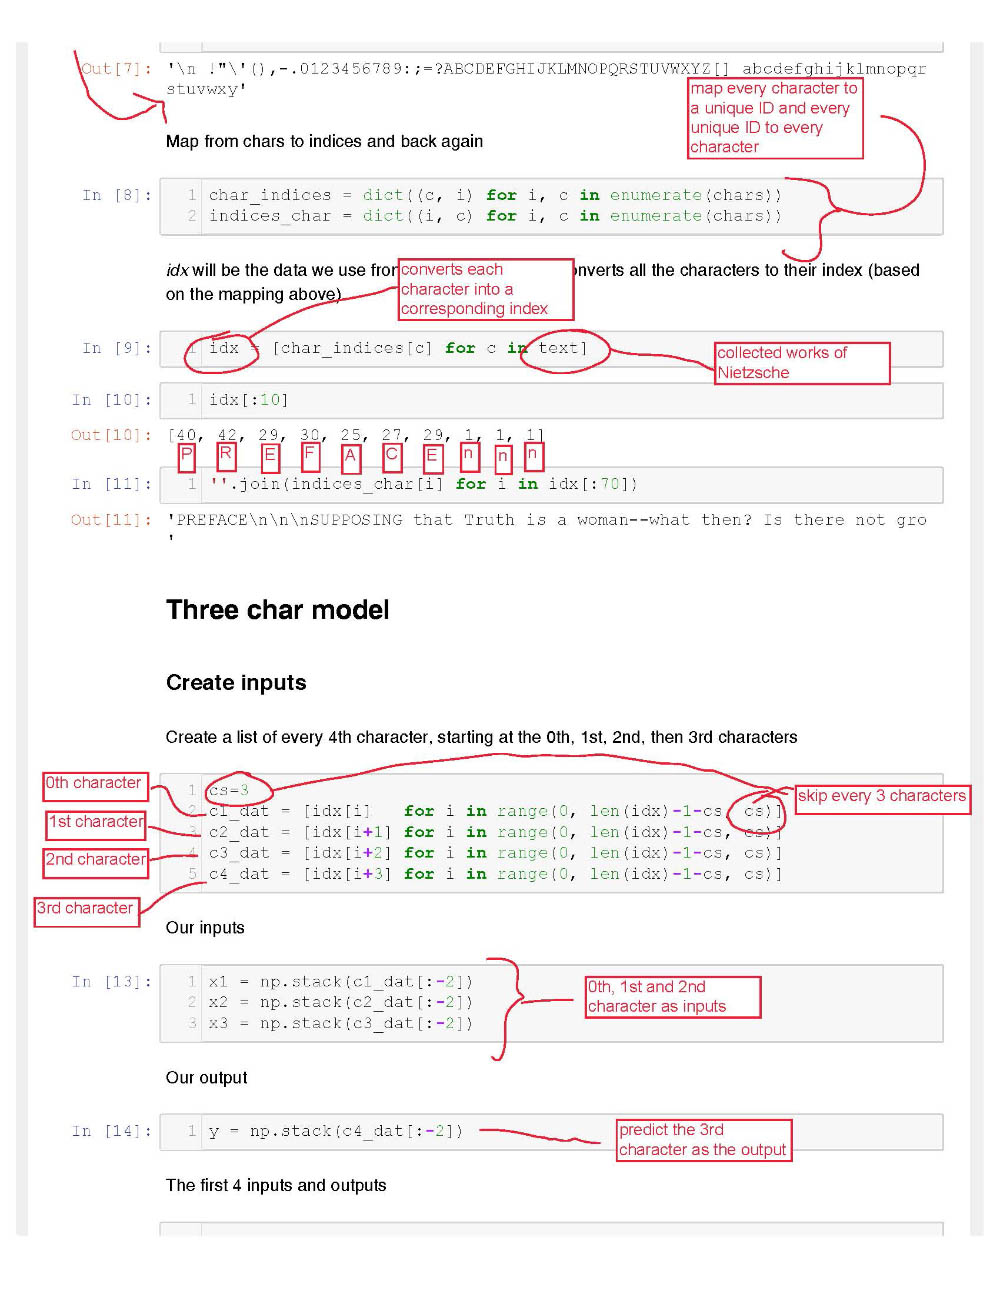 Out[7]: '\n !"\'(),-.0123456789:;=?ABCDEFGHIJKLMNOPQRSTUVWXYZ[]_abcdefghijklmnopqr
stuvwxy'
map every character to
a unique ID and every
unique ID to every
character
Map from chars to indices and back again
In [8]: 1 char_indices = dict((c, i) for i, c in enumerate(chars))
2 indices_char = dict((i, c) for i, c in enumerate(chars))
idx will be the data we use from converts all the characters to their index (based
on the mapping above)
converts each
character into a
corresponding index
In [9]: 1 idx = [char_indices[c] for c in text]
collected works of
Nietzsche
In [10]: 1 idx[:10]
Out[10]: [40, 42, 29, 30, 25, 27, 29, 1, 1, 1]
P R E F A C E n n n
In [11]: 1 ''.join(indices_char[i] for i in idx[:70])
Out[11]: 'PREFACE\n\n\nSUPPOSING that Truth is a woman--what then? Is there not gro
'
Three char model
Create inputs
Create a list of every 4th character, starting at the 0th, 1st, 2nd, then 3rd characters
0th character
1st character
2nd character
3rd character
1 cs=3
2 c1_dat = [idx[i] for i in range(0, len(idx)-1-cs, cs)]
3 c2_dat = [idx[i+1] for i in range(0, len(idx)-1-cs, cs)]
4 c3_dat = [idx[i+2] for i in range(0, len(idx)-1-cs, cs)]
5 c4_dat = [idx[i+3] for i in range(0, len(idx)-1-cs, cs)]
skip every 3 characters
Our inputs
In [13]: 1 x1 = np.stack(c1_dat[:-2])
2 x2 = np.stack(c2_dat[:-2])
3 x3 = np.stack(c3_dat[:-2])
0th, 1st and 2nd
character as inputs
Our output
In [14]: 1 y = np.stack(c4_dat[:-2])
predict the 3rd
character as the output
The first 4 inputs and outputs